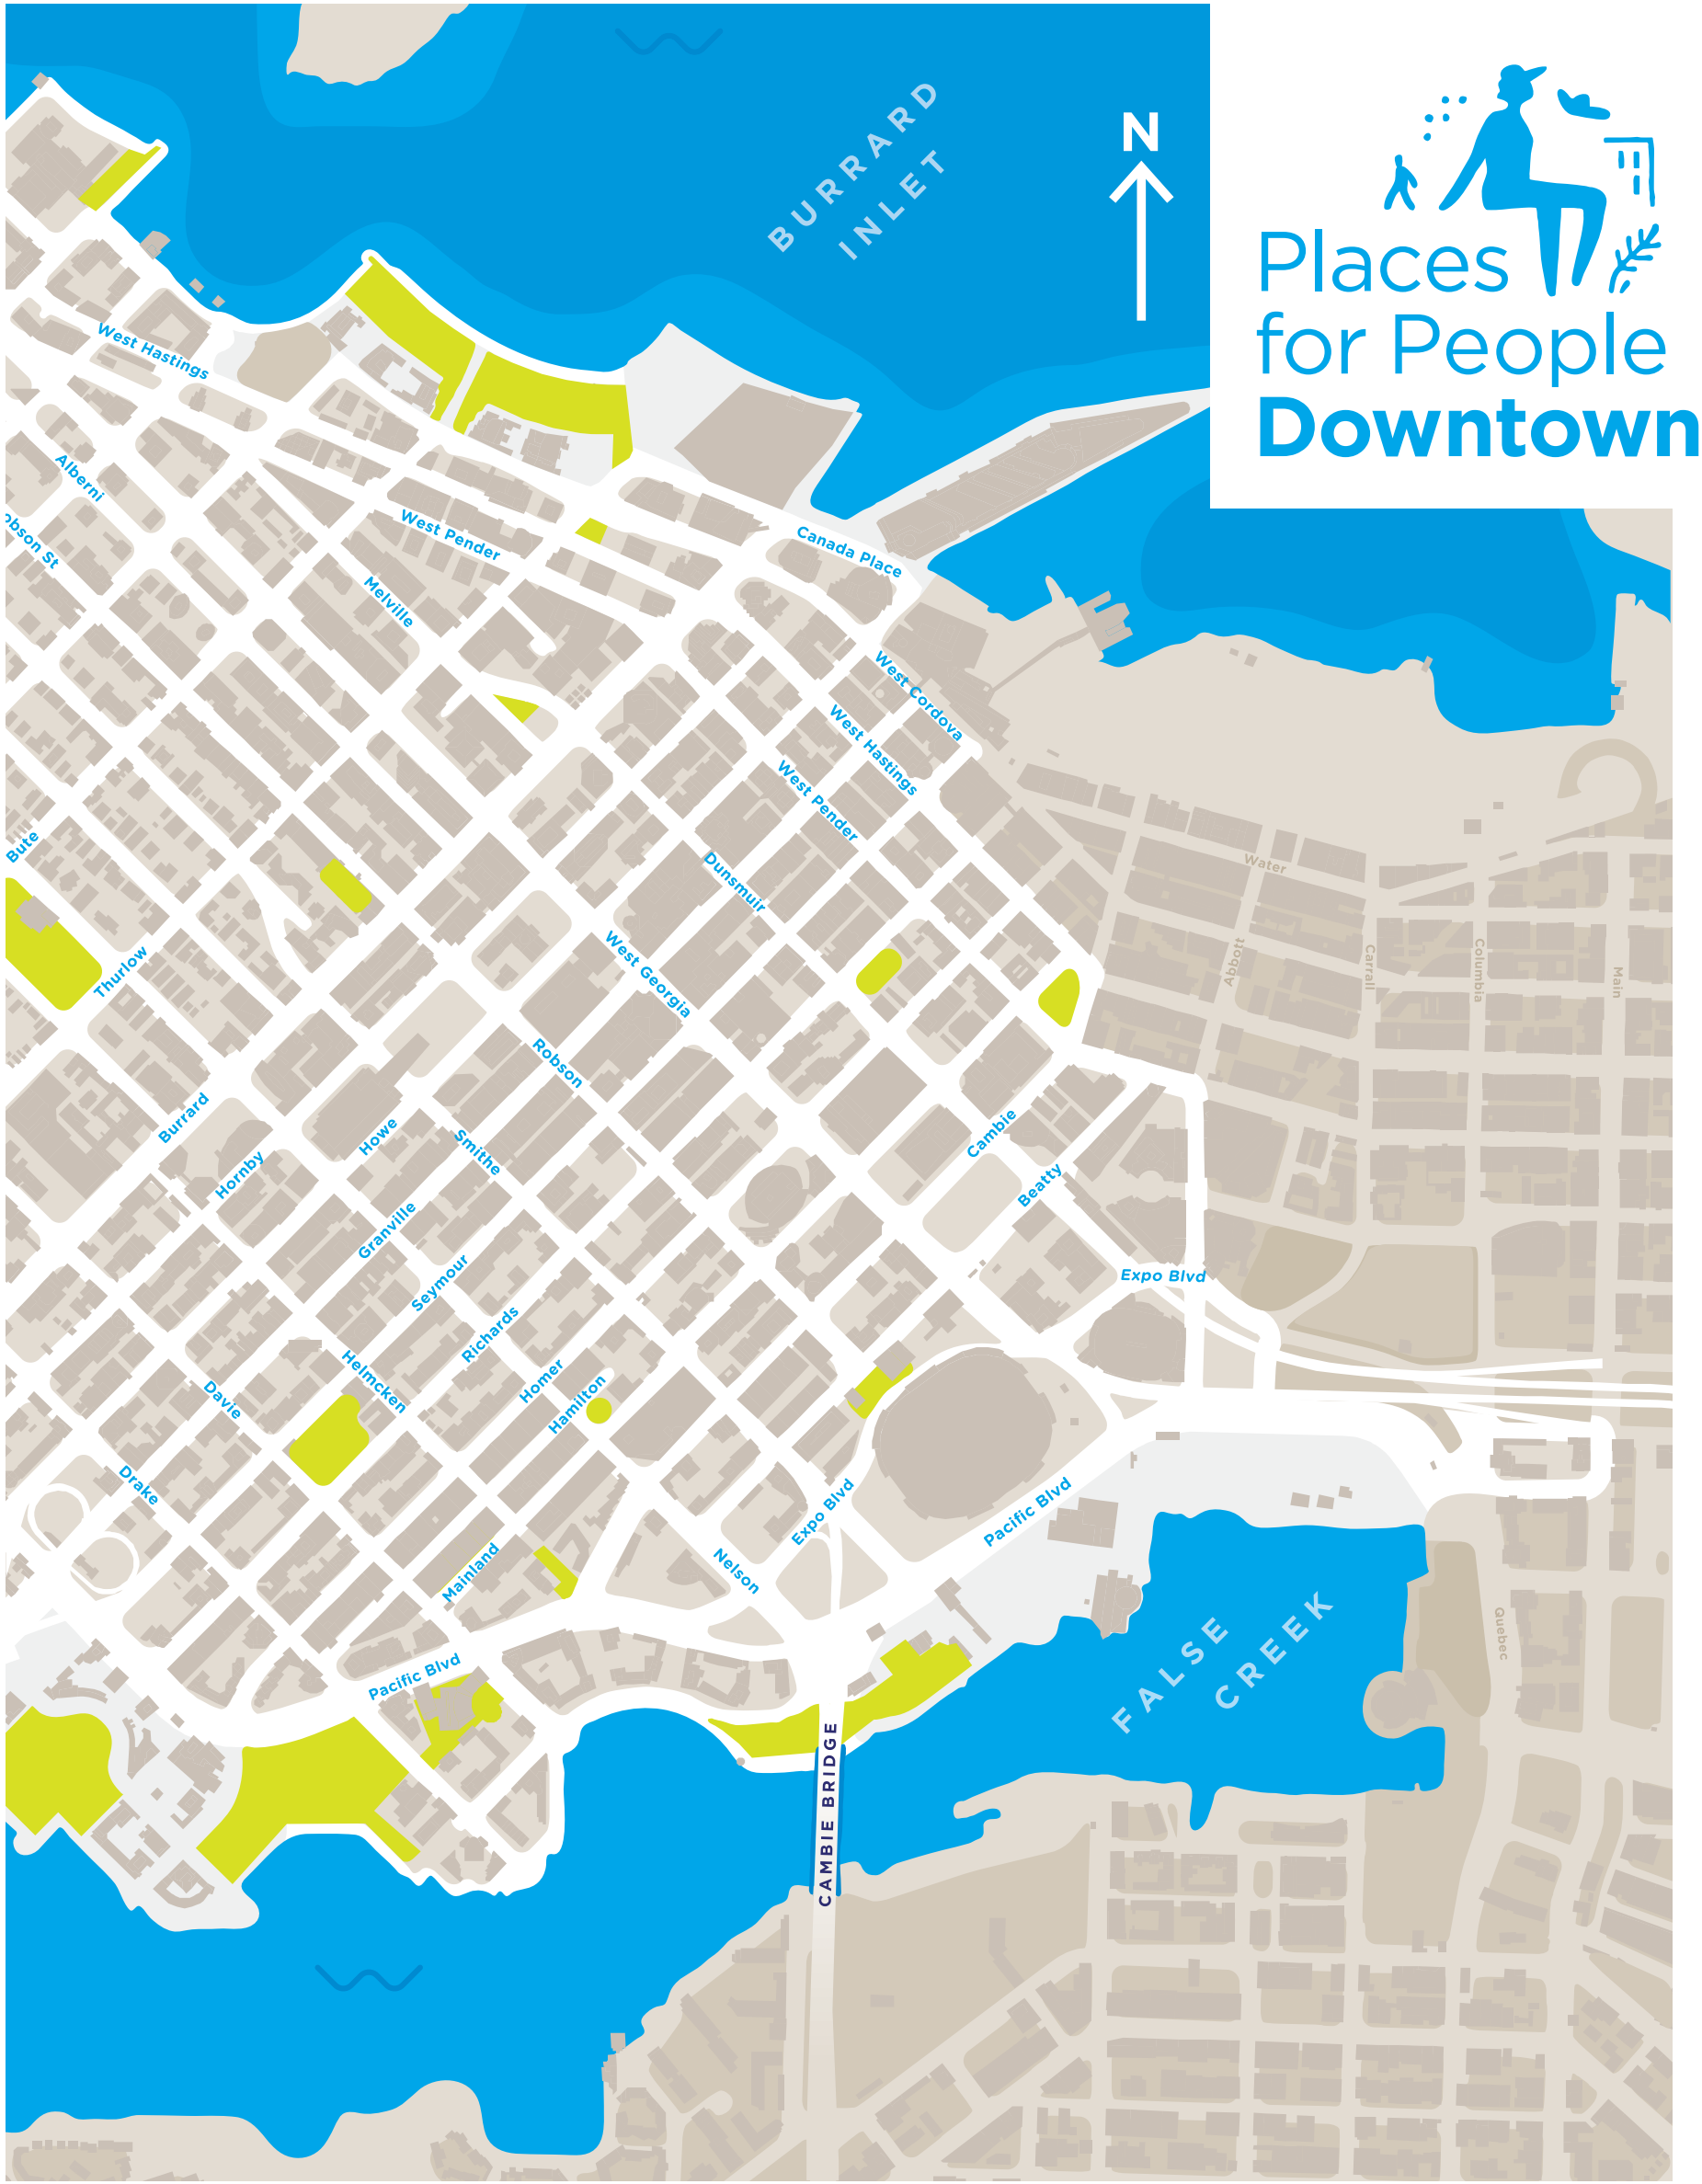 BURRARD
INLET
N
Places
for People
Downtown
West Hastings
Alberni
obson St
West Pender
Melville
Canada Place
West Cordova
West Hastings
West Pender
Dunsmuir
West Georgia
Robson
Smithe
Bute
Thurlow
Burrard
Hornby
Howe
Granville
Seymour
Richards
Homer
Hamilton
Helmcken
Davie
Drake
Mainland
Nelson
Expo Blvd
Pacific Blvd
Pacific Blvd
Cambie
Beatty
Expo Blvd
Water
Abbott
Carrall
Columbia
Main
Quebec
FALSE
CREEK
CAMBIE BRIDGE